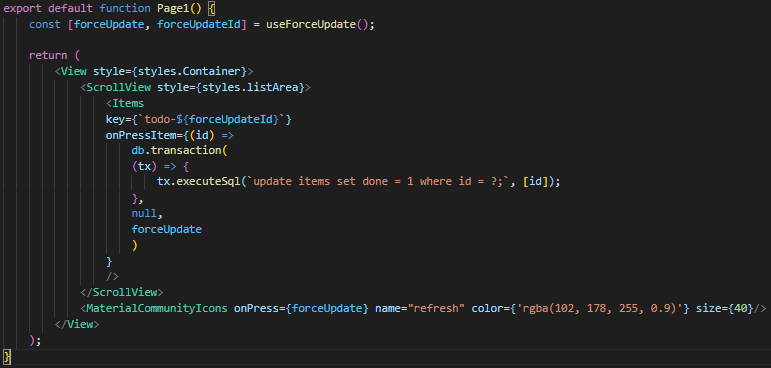 export default function Page1() {
    const [forceUpdate, forceUpdateId] = useForceUpdate();

    return (
        <View style={styles.Container}>
            <ScrollView style={styles.listArea}>
                <Items
                key={`todo-${forceUpdateId}`}
                onPressItem={(id) =>
                    db.transaction(
                    (tx) => {
                        tx.executeSql(`update items set done = 1 where id = ?;`, [id]);
                    },
                    null,
                    forceUpdate
                    )
                }
                />
            </ScrollView>
            <MaterialCommunityIcons onPress={forceUpdate} name="refresh" color={'rgba(102, 178, 255, 0.9)'} size={40}/>
        </View>
    );
}